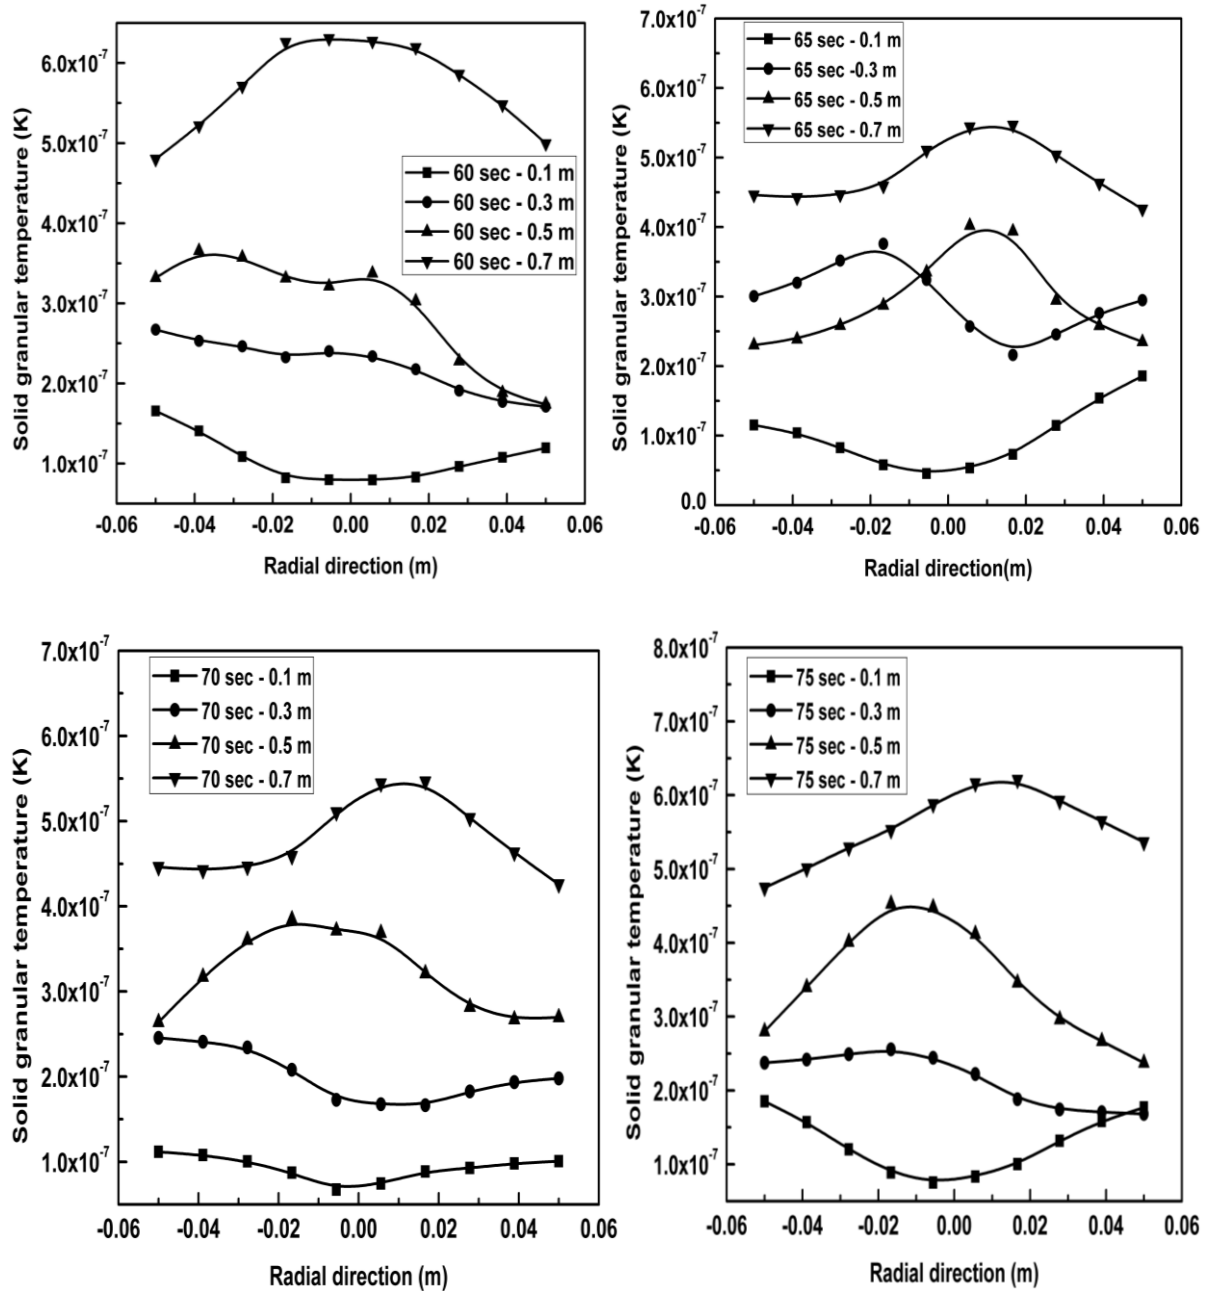 Solid granular temperature (K)
6.0x10⁻⁷
5.0x10⁻⁷
4.0x10⁻⁷
3.0x10⁻⁷
2.0x10⁻⁷
1.0x10⁻⁷
60 sec - 0.1 m
60 sec - 0.3 m
60 sec - 0.5 m
60 sec - 0.7 m
-0.06 -0.04 -0.02 0.00 0.02 0.04 0.06
Radial direction (m)
Solid granular temperature (K)
7.0x10⁻⁷
6.0x10⁻⁷
5.0x10⁻⁷
4.0x10⁻⁷
3.0x10⁻⁷
2.0x10⁻⁷
1.0x10⁻⁷
0.0
65 sec - 0.1 m
65 sec -0.3 m
65 sec - 0.5 m
65 sec - 0.7 m
-0.06 -0.04 -0.02 0.00 0.02 0.04 0.06
Radial direction(m)
Solid granular temperature (K)
7.0x10⁻⁷
6.0x10⁻⁷
5.0x10⁻⁷
4.0x10⁻⁷
3.0x10⁻⁷
2.0x10⁻⁷
1.0x10⁻⁷
70 sec - 0.1 m
70 sec - 0.3 m
70 sec - 0.5 m
70 sec - 0.7 m
-0.06 -0.04 -0.02 0.00 0.02 0.04 0.06
Radial direction (m)
Solid granular temperature (K)
8.0x10⁻⁷
7.0x10⁻⁷
6.0x10⁻⁷
5.0x10⁻⁷
4.0x10⁻⁷
3.0x10⁻⁷
2.0x10⁻⁷
1.0x10⁻⁷
75 sec - 0.1 m
75 sec - 0.3 m
75 sec - 0.5 m
75 sec - 0.7 m
-0.06 -0.04 -0.02 0.00 0.02 0.04 0.06
Radial direction (m)